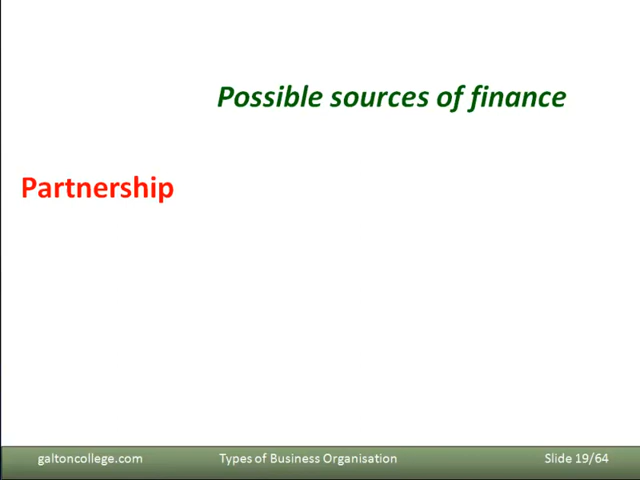 Possible sources of finance
Partnership
galtoncollege.com Types of Business Organisation Slide 19/64